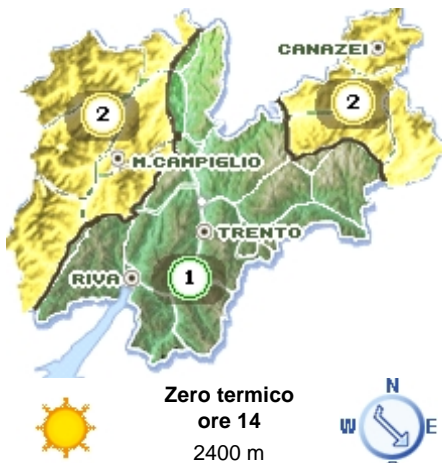 CANAZEI
2
2
M.CAMPIGLIO
TRENTO
RIVA
1
Zero termico
ore 14
2400 m
N
W E